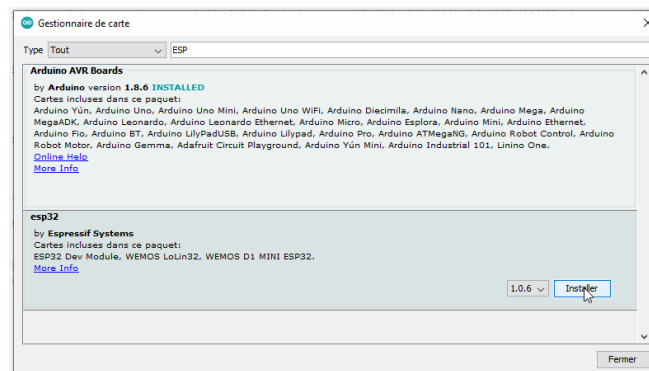 Gestionnaire de carte
Type Tout ESP
Arduino AVR Boards
by Arduino version 1.8.6 INSTALLED
Cartes incluses dans ce paquet:
Arduino Yún, Arduino Uno, Arduino Uno Mini, Arduino Uno WiFi, Arduino Diecimila, Arduino Nano, Arduino Mega, Arduino
MegaADK, Arduino Leonardo, Arduino Leonardo Ethernet, Arduino Micro, Arduino Esplora, Arduino Mini, Arduino Ethernet,
Arduino Fio, Arduino BT, Arduino LilyPadUSB, Arduino Lilypad, Arduino Pro, Arduino ATMegaNG, Arduino Robot Control, Arduino
Robot Motor, Arduino Gemma, Adafruit Circuit Playground, Arduino Yún Mini, Arduino Industrial 101, Linino One.
Online Help
More Info
esp32
by Espressif Systems
Cartes incluses dans ce paquet:
ESP32 Dev Module, WEMOS LoLin32, WEMOS D1 MINI ESP32.
More Info
1.0.6 Installer
Fermer